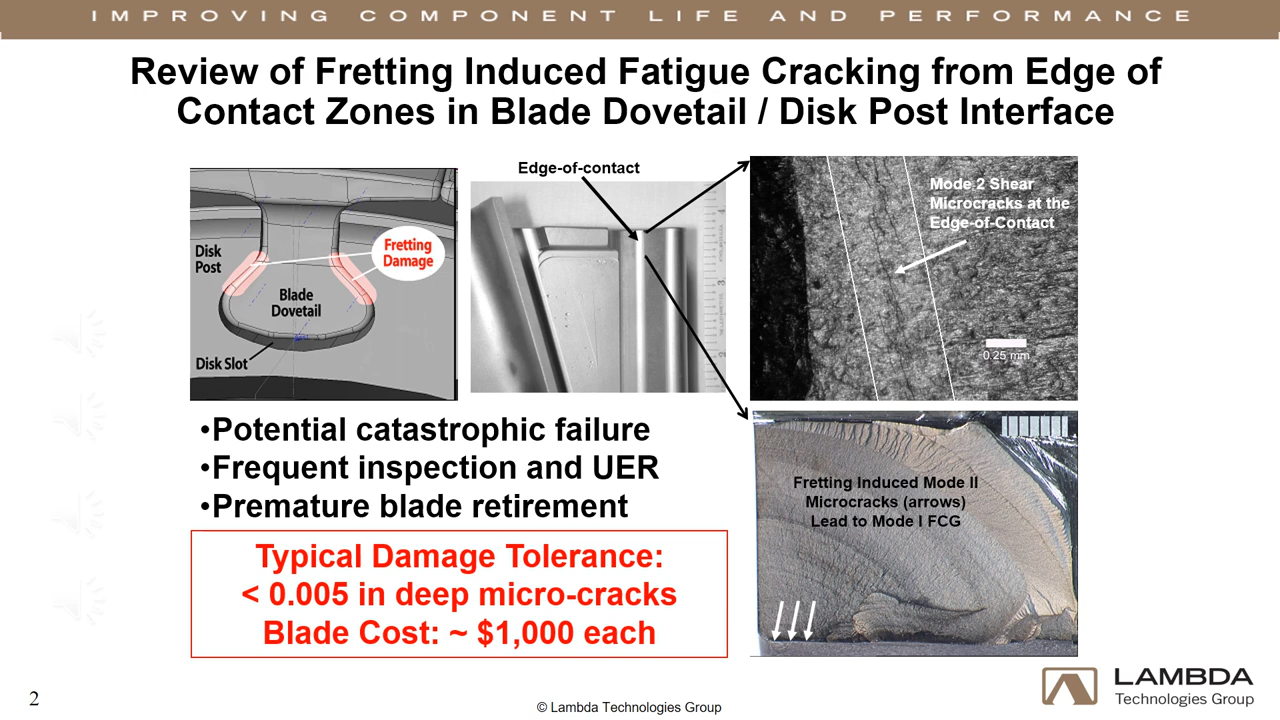 IMPROVING COMPONENT LIFE AND PERFORMANCE
Review of Fretting Induced Fatigue Cracking from Edge of
Contact Zones in Blade Dovetail / Disk Post Interface
Disk
Post
Fretting
Damage
Blade
Dovetail
Disk Slot
Edge-of-contact
Mode 2 Shear
Microcracks at the
Edge-of-Contact
0.25 mm
•Potential catastrophic failure
•Frequent inspection and UER
•Premature blade retirement
Typical Damage Tolerance:
< 0.005 in deep micro-cracks
Blade Cost: ~ $1,000 each
Fretting Induced Mode II
Microcracks (arrows)
Lead to Mode I FCG
2
© Lambda Technologies Group
LAMBDA
Technologies Group